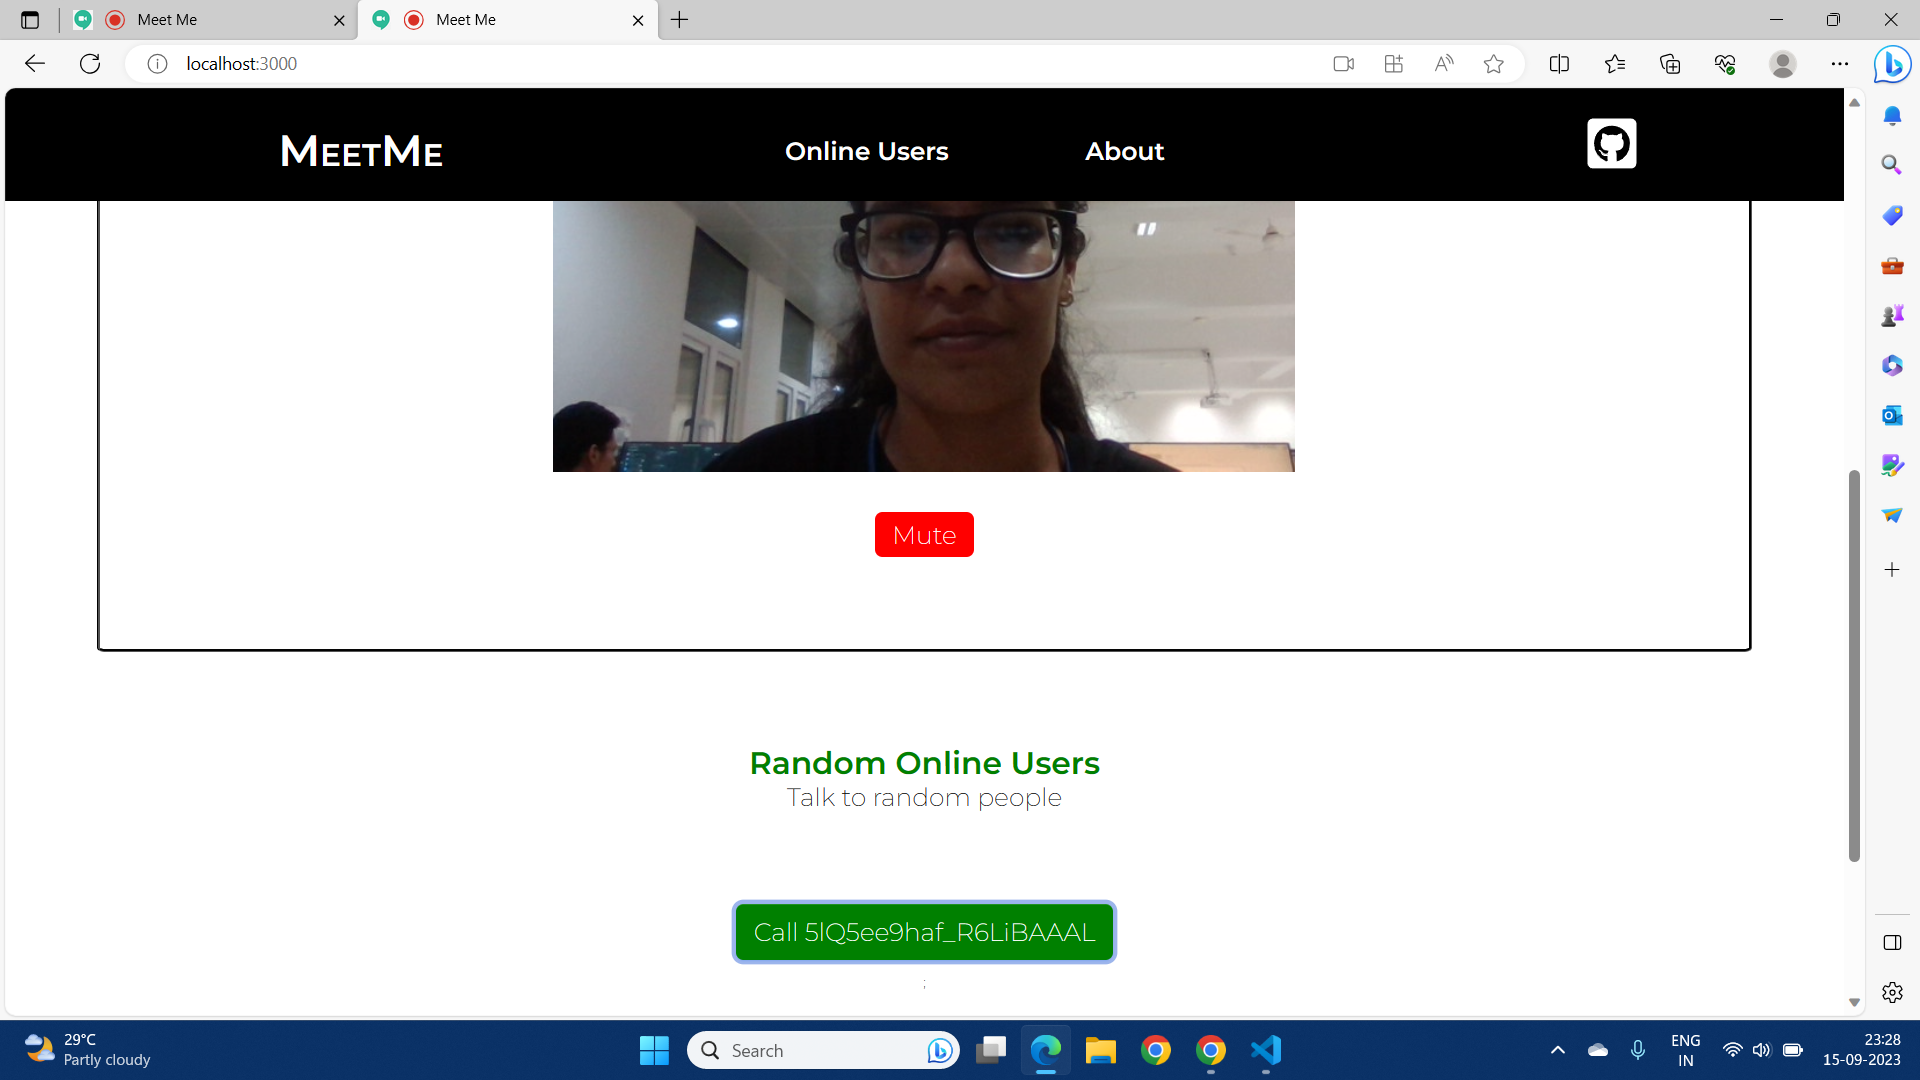 Meet Me
Meet Me
localhost:3000
MEETME
Online Users
About
Mute
Random Online Users
Talk to random people
Call 5lQ5ee9haf_R6LiBAAAL
;
29°C
Partly cloudy
Search
ENG
IN
23:28
15-09-2023